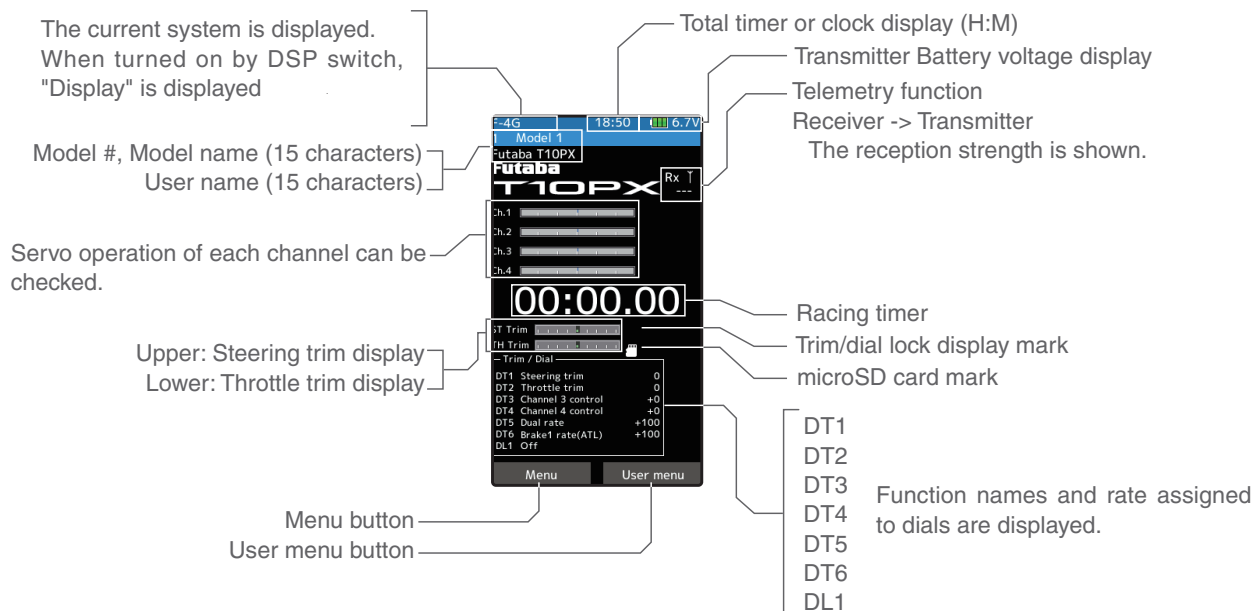 The current system is displayed.
When turned on by DSP switch,
"Display" is displayed
Model #, Model name (15 characters)
User name (15 characters)
Servo operation of each channel can be
checked.
Upper: Steering trim display
Lower: Throttle trim display
Menu button
User menu button
Total timer or clock display (H:M)
Transmitter Battery voltage display
Telemetry function
Receiver -> Transmitter
The reception strength is shown.
Racing timer
Trim/dial lock display mark
microSD card mark
DT1
DT2
DT3
DT4
DT5
DT6
DL1
Function names and rate assigned
to dials are displayed.
F-4G 18:50 6.7V
1 Model 1
Futaba T10PX
Futaba
T10PX
Rx
---
Ch.1
Ch.2
Ch.3
Ch.4
00:00.00
ST Trim
TH Trim
Trim / Dial
DT1 Steering trim 0
DT2 Throttle trim 0
DT3 Channel 3 control +0
DT4 Channel 4 control +0
DT5 Dual rate +100
DT6 Brake1 rate(ATL) +100
DL1 Off
Menu User menu